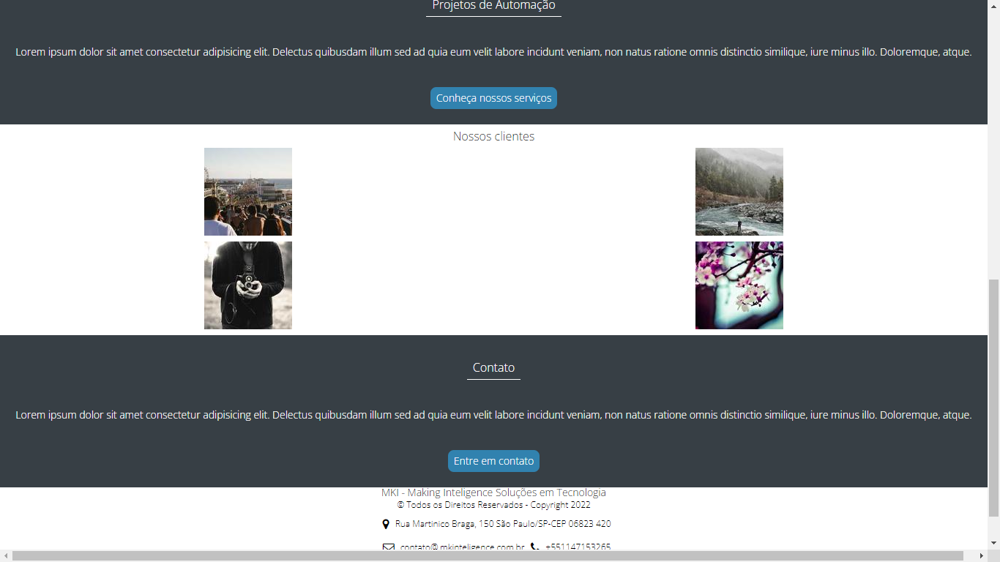 Projetos de Automação
Lorem ipsum dolor sit amet consectetur adipisicing elit. Delectus quibusdam illum sed ad quia eum velit labore incidunt veniam, non natus ratione omnis distinctio similique, iure minus illo. Doloremque, atque.
Conheça nossos serviços
Nossos clientes
Contato
Lorem ipsum dolor sit amet consectetur adipisicing elit. Delectus quibusdam illum sed ad quia eum velit labore incidunt veniam, non natus ratione omnis distinctio similique, iure minus illo. Doloremque, atque.
Entre em contato
MKI - Making Inteligence Soluções em Tecnologia
© Todos os Direitos Reservados - Copyright 2022
Rua Martinico Braga, 150 São Paulo/SP-CEP 06823 420
contato@mkinteligence.com.br +551147153265